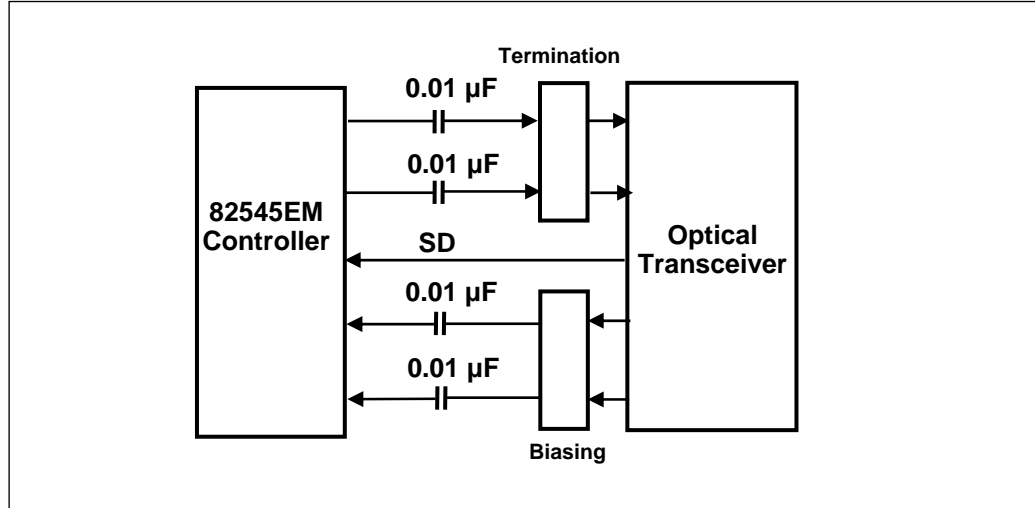 Termination
0.01 µF
0.01 µF
82545EM
Controller
SD
Optical
Transceiver
0.01 µF
0.01 µF
Biasing